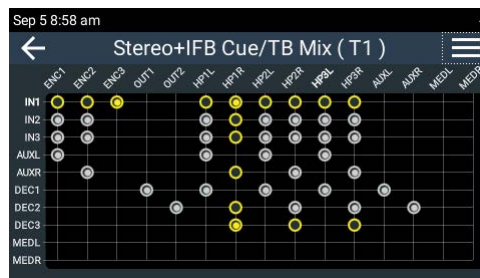 Sep 5 8:58 am
Stereo+IFB Cue/TB Mix ( T1 )
ENC1 ENC2 ENC3 OUT1 OUT2 HP1L HP1R HP2L HP2R HP3L HP3R AUXL AUXR MEDL MEDR
IN1
IN2
IN3
AUXL
AUXR
DEC1
DEC2
DEC3
MEDL
MEDR